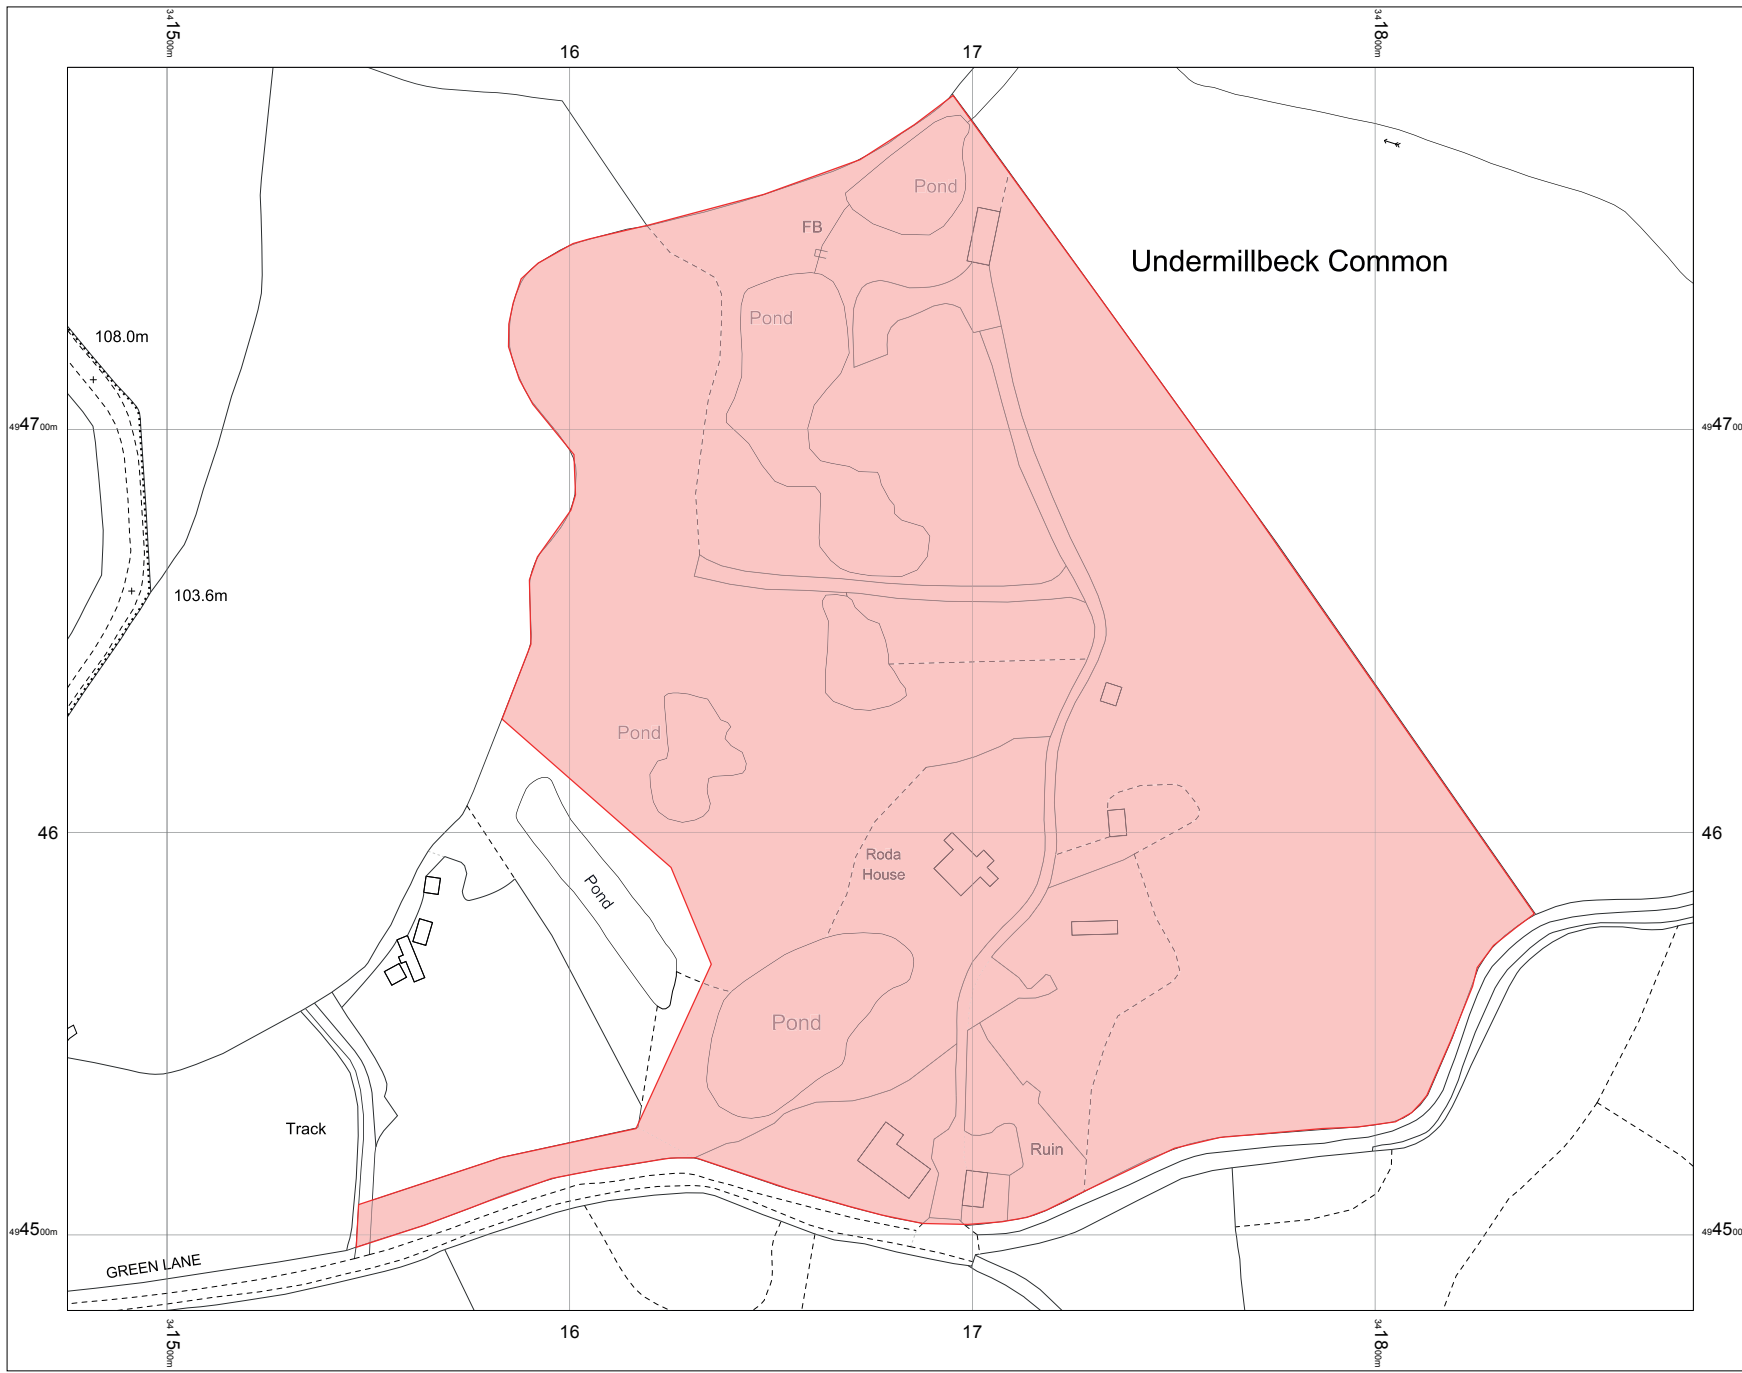 3415 00m
16
17
3418 00m
Pond
FB
Undermillbeck Common
Pond
108.0m
4947 00m
4947 00
103.6m
Pond
46
46
Roda
House
Pond
Pond
Track
Ruin
4945 00m
4945 00
GREEN LANE
3415 00m
16
17
3418 00m